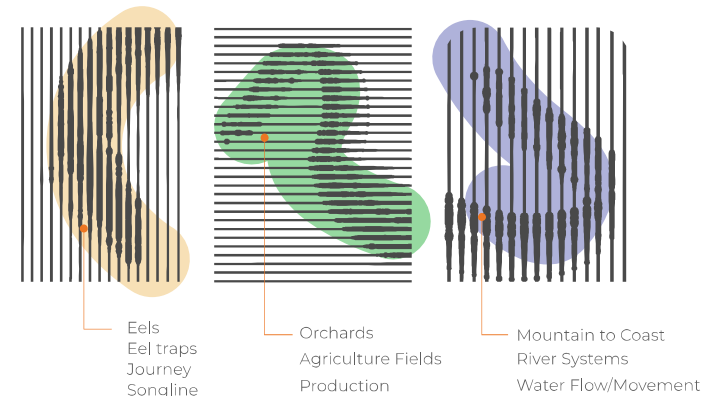 Eels
Eel traps
Journey
Songline
Orchards
Agriculture Fields
Production
Mountain to Coast
River Systems
Water Flow/Movement